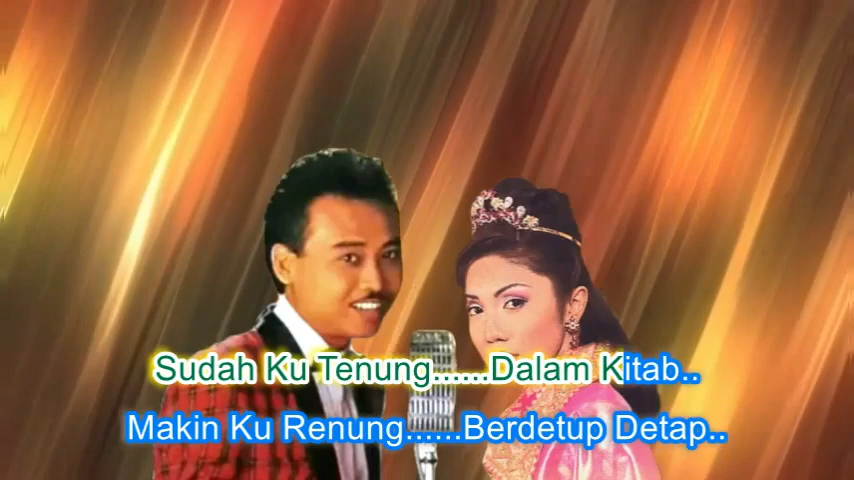 Sudah Ku Tenung......Dalam Kitab..
Makin Ku Renung......Berdetup Detap..